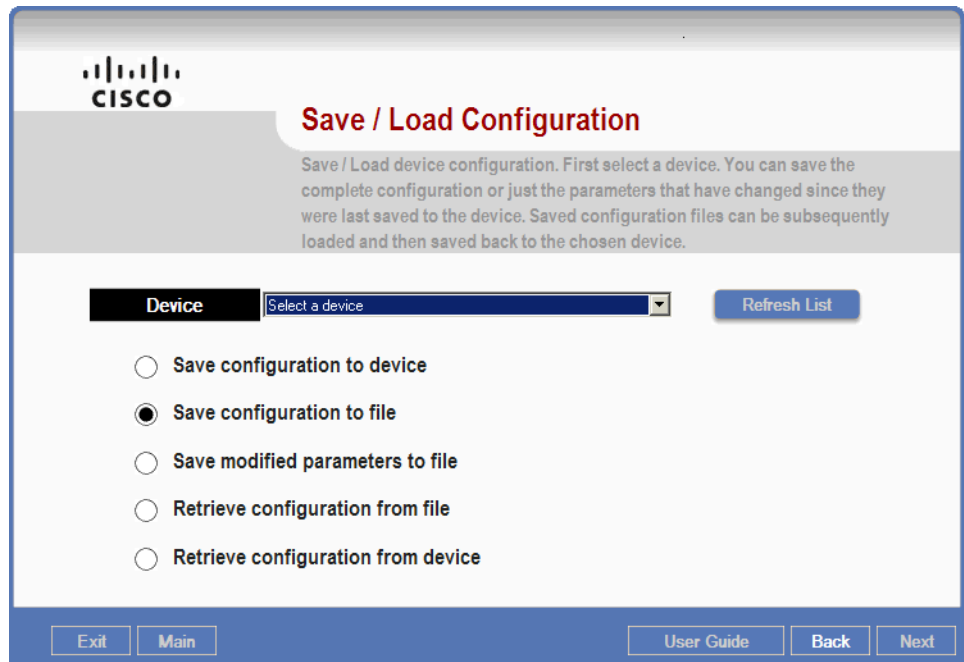 CISCO
Save / Load Configuration
Save / Load device configuration. First select a device. You can save the
complete configuration or just the parameters that have changed since they
were last saved to the device. Saved configuration files can be subsequently
loaded and then saved back to the chosen device.
Device Select a device Refresh List
Save configuration to device
Save configuration to file
Save modified parameters to file
Retrieve configuration from file
Retrieve configuration from device
Exit Main User Guide Back Next